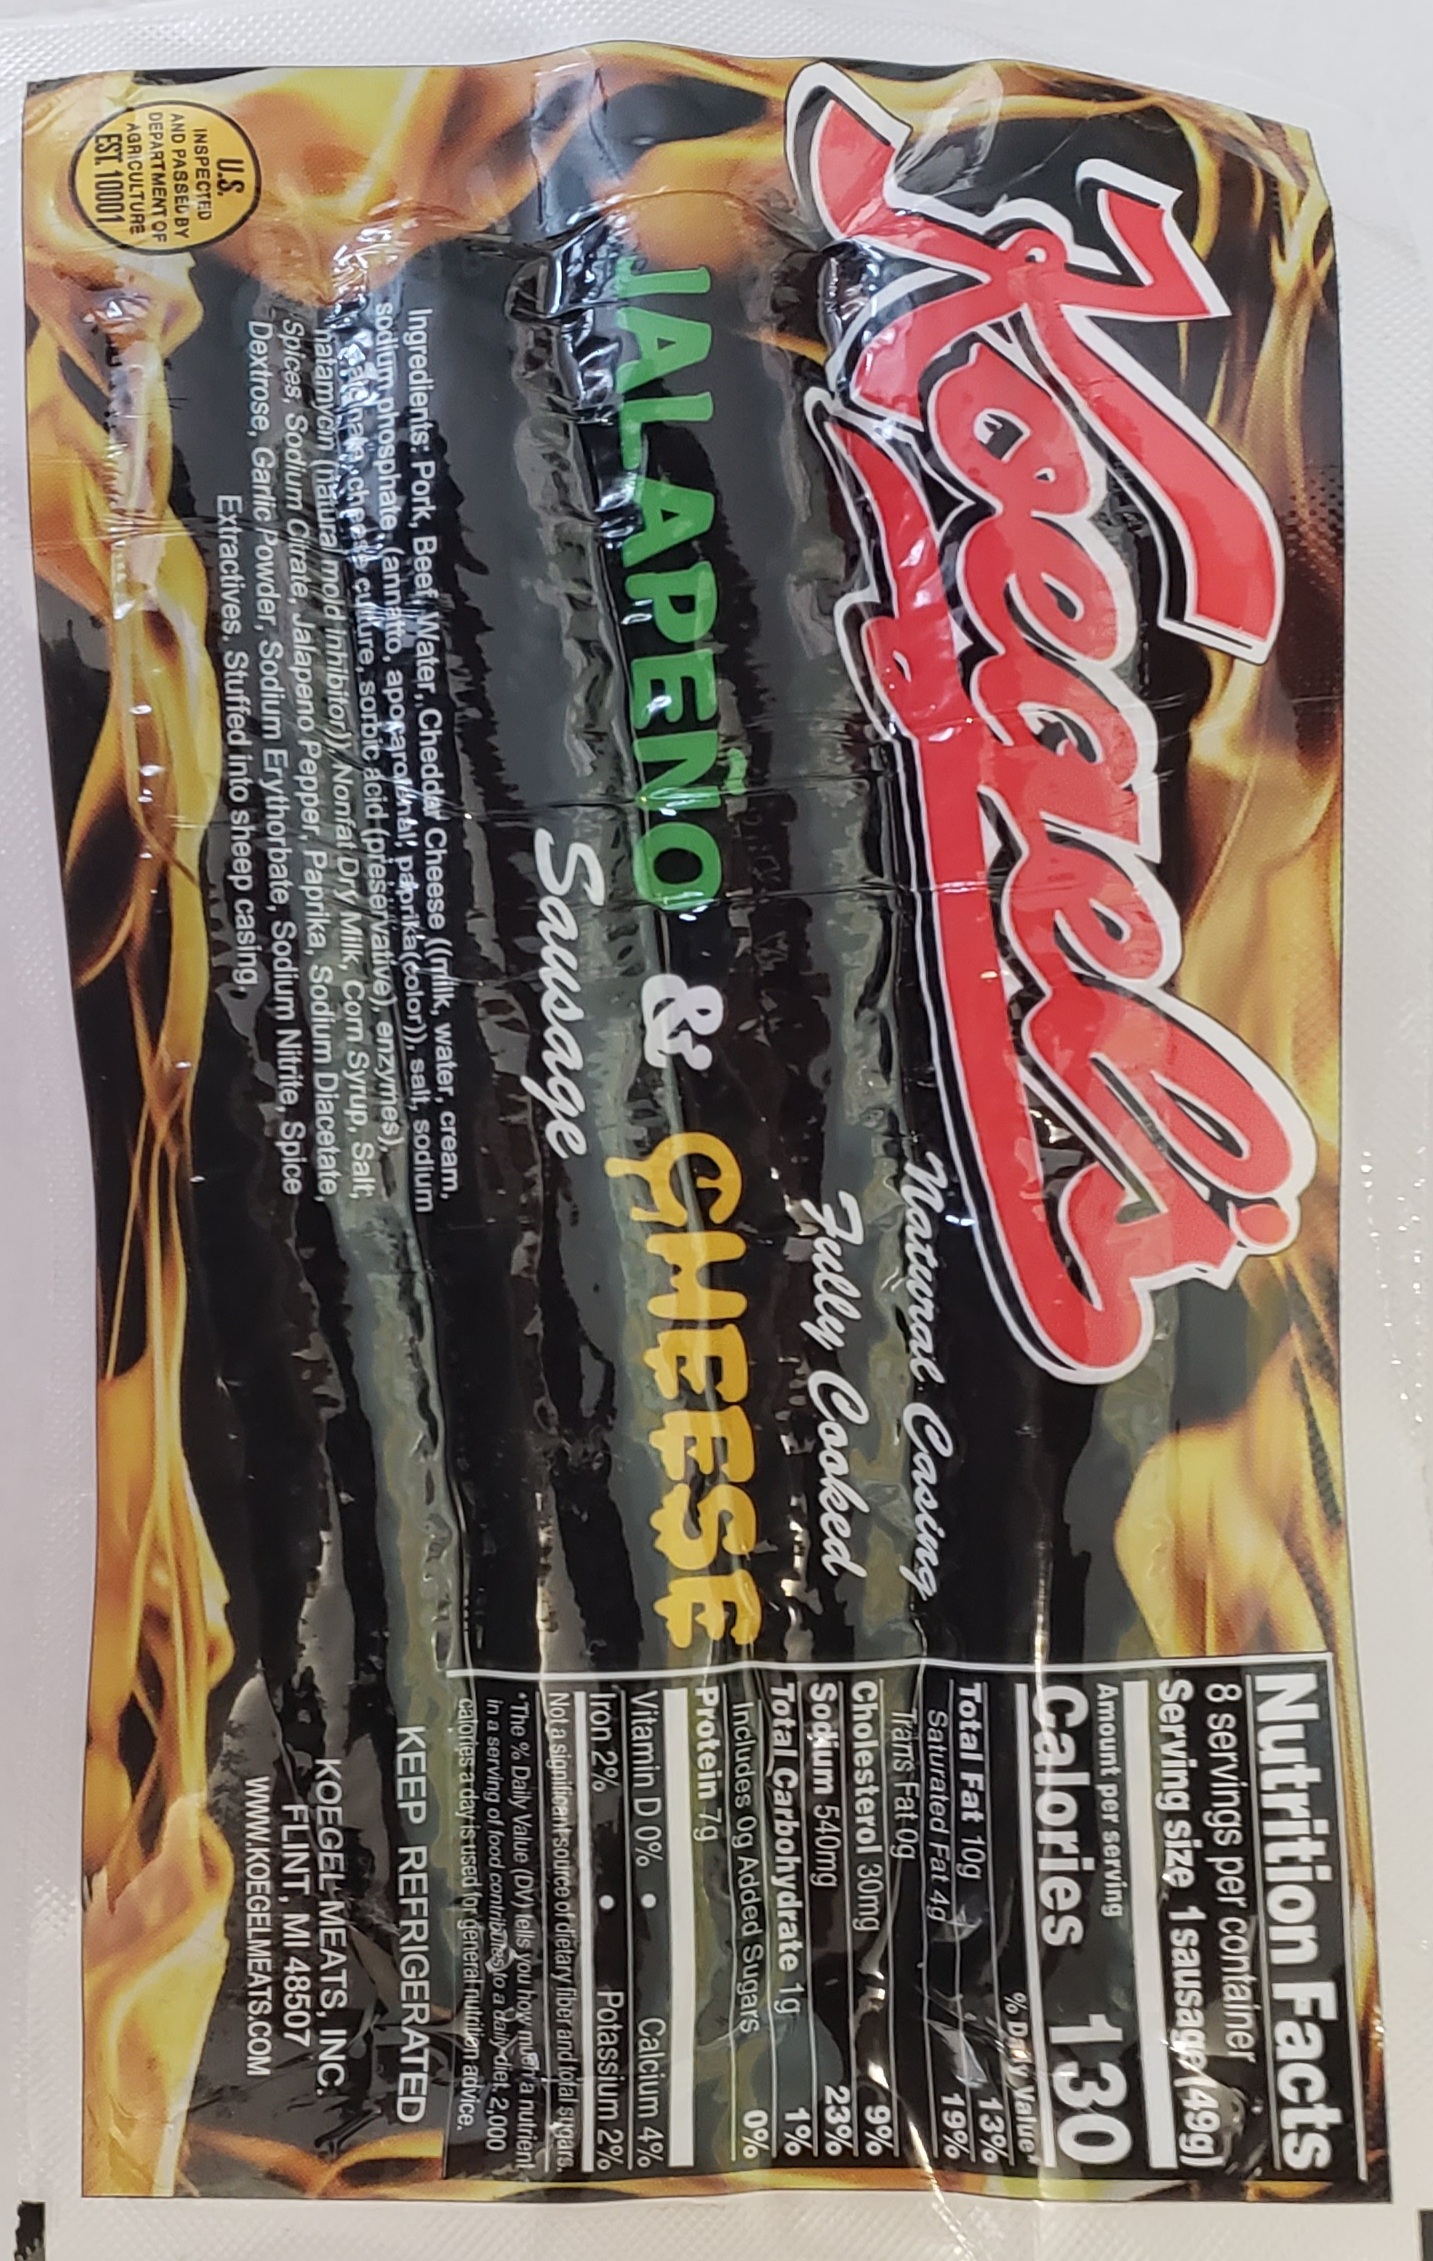 Koegel's
Natural Casing
Fully Cooked
JALAPEÑO & CHEESE
Sausage
Ingredients: Pork, Beef, Water, Cheddar Cheese ((milk, water, cream,
sodium phosphate, (annatto, apocarotenal, paprika(color)), salt, sodium
cheese culture, sorbic acid (preservative), enzymes),
natamycin (natural mold inhibitor)), Nonfat Dry Milk, Corn Syrup, Salt,
Spices, Sodium Citrate, Jalapeno Pepper, Paprika, Sodium Diacetate,
Dextrose, Garlic Powder, Sodium Erythorbate, Sodium Nitrite, Spice
Extractives, Stuffed into sheep casing,
U.S.
INSPECTED
AND PASSED BY
DEPARTMENT OF
AGRICULTURE
EST. 10001
Nutrition Facts
8 servings per container
Serving size 1 sausage (49g)
Amount per serving
Calories 130
% Daily Value*
Total Fat 10g 13%
Saturated Fat 4g 19%
Trans Fat 0g
Cholesterol 30mg 9%
Sodium 540mg 23%
Total Carbohydrate 1g 1%
Includes 0g Added Sugars 0%
Protein 7g
Vitamin D 0% • Calcium 4%
Iron 2% • Potassium 2%
Not a significant source of dietary fiber and total sugars.
*The % Daily Value (DV) tells you how much a nutrient
in a serving of food contributes to a daily diet. 2,000
calories a day is used for general nutrition advice.
KEEP REFRIGERATED
KOEGEL MEATS, INC.
FLINT, MI 48507
WWW.KOEGELMEATS.COM